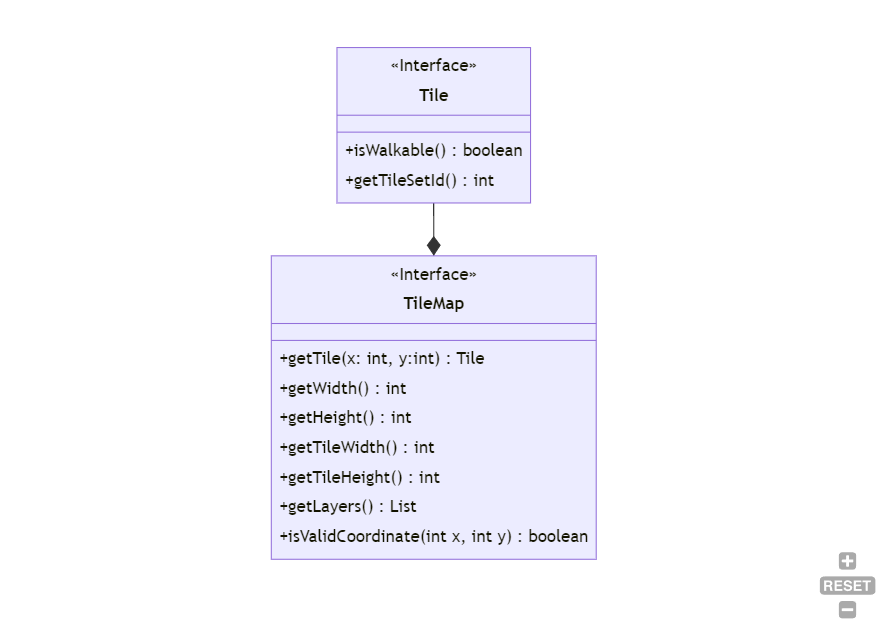 «Interface»
Tile
+isWalkable() : boolean
+getTileSetId() : int
«Interface»
TileMap
+getTile(x: int, y:int) : Tile
+getWidth() : int
+getHeight() : int
+getTileWidth() : int
+getTileHeight() : int
+getLayers() : List
+isValidCoordinate(int x, int y) : boolean
+
RESET
−